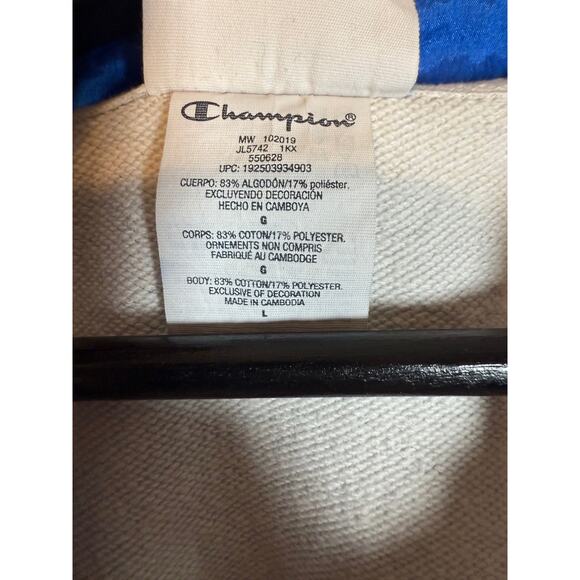 Champion®
MW 102019
JL5742 1KX
550628
UPC: 192503934903
CUERPO: 83% ALGODÓN/17% poliéster.
EXCLUYENDO DECORACIÓN
HECHO EN CAMBOYA
G
CORPS: 83% COTON/17% POLYESTER.
ORNEMENTS NON COMPRIS
FABRIQUÉ AU CAMBODGE
G
BODY: 83% COTTON/17% POLYESTER.
EXCLUSIVE OF DECORATION
MADE IN CAMBODIA
L